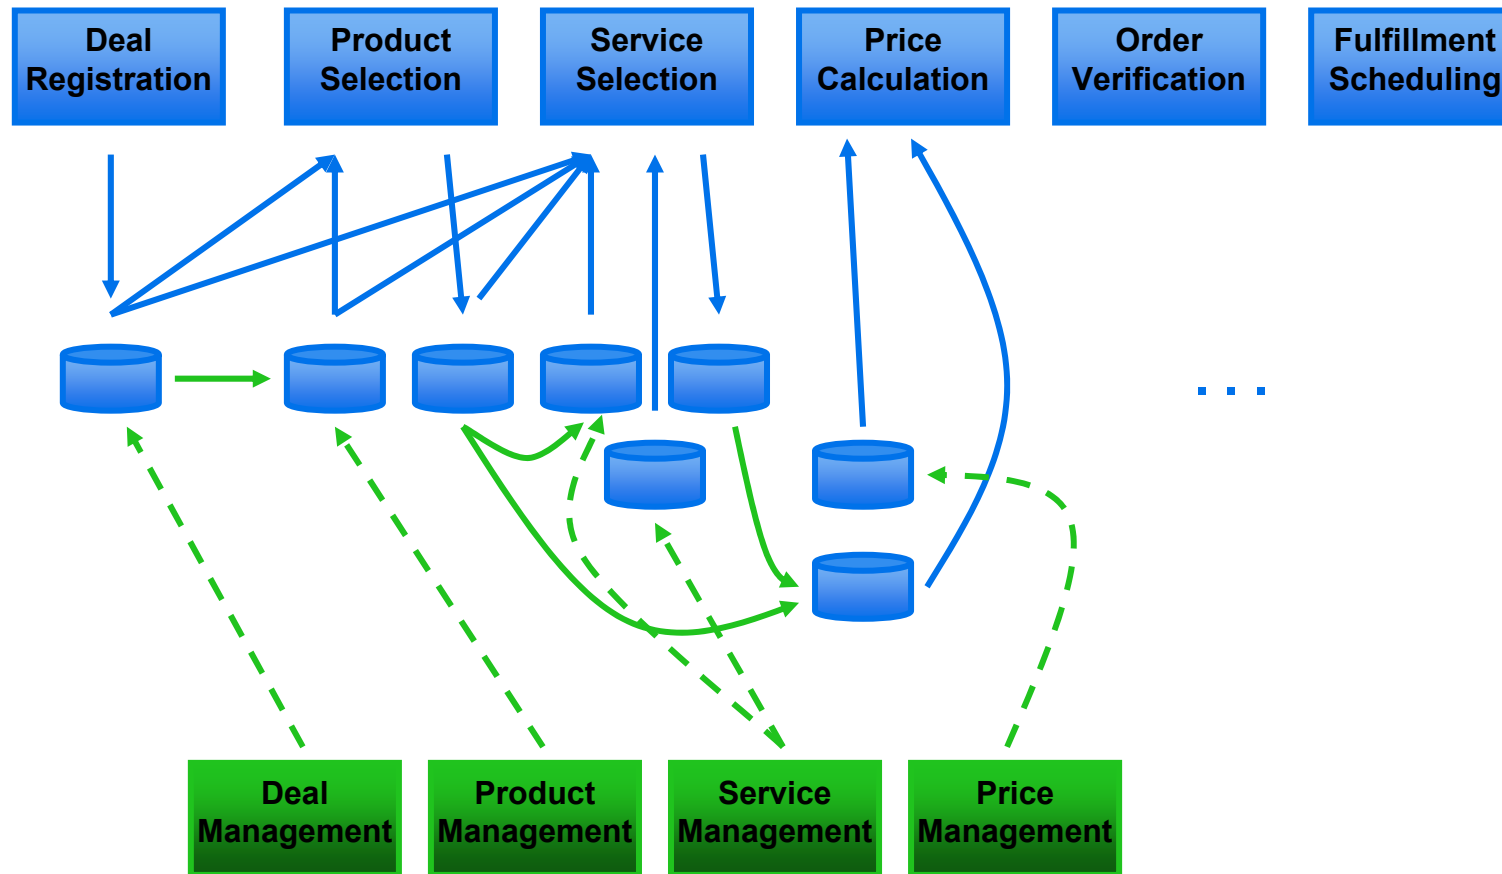 Deal
Registration
Product
Selection
Service
Selection
Price
Calculation
Order
Verification
Fulfillment
Scheduling
. . .
Deal
Management
Product
Management
Service
Management
Price
Management